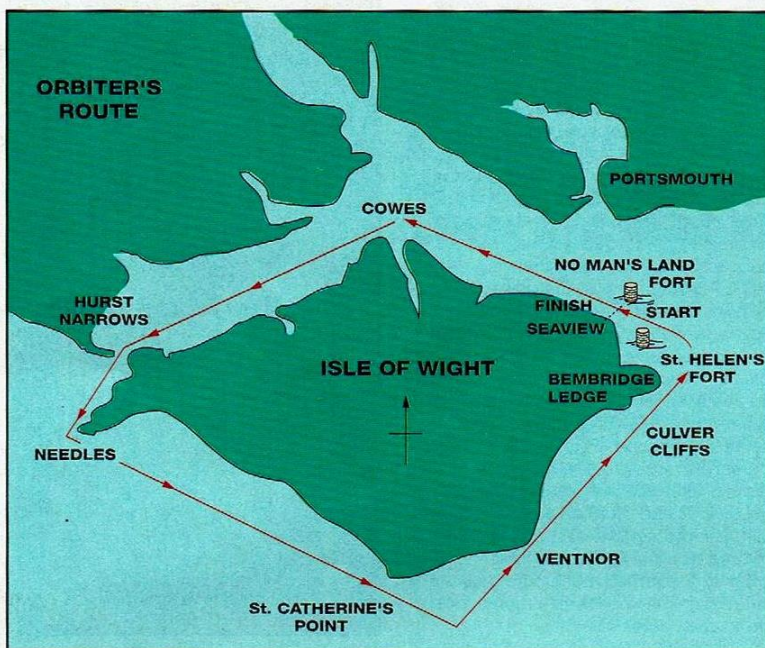 ORBITER'S
ROUTE
PORTSMOUTH
COWES
NO MAN'S LAND
FORT
HURST
NARROWS
FINISH
START
SEAVIEW
St. HELEN'S
FORT
ISLE OF WIGHT
BEMBRIDGE
LEDGE
CULVER
CLIFFS
NEEDLES
VENTNOR
St. CATHERINE'S
POINT